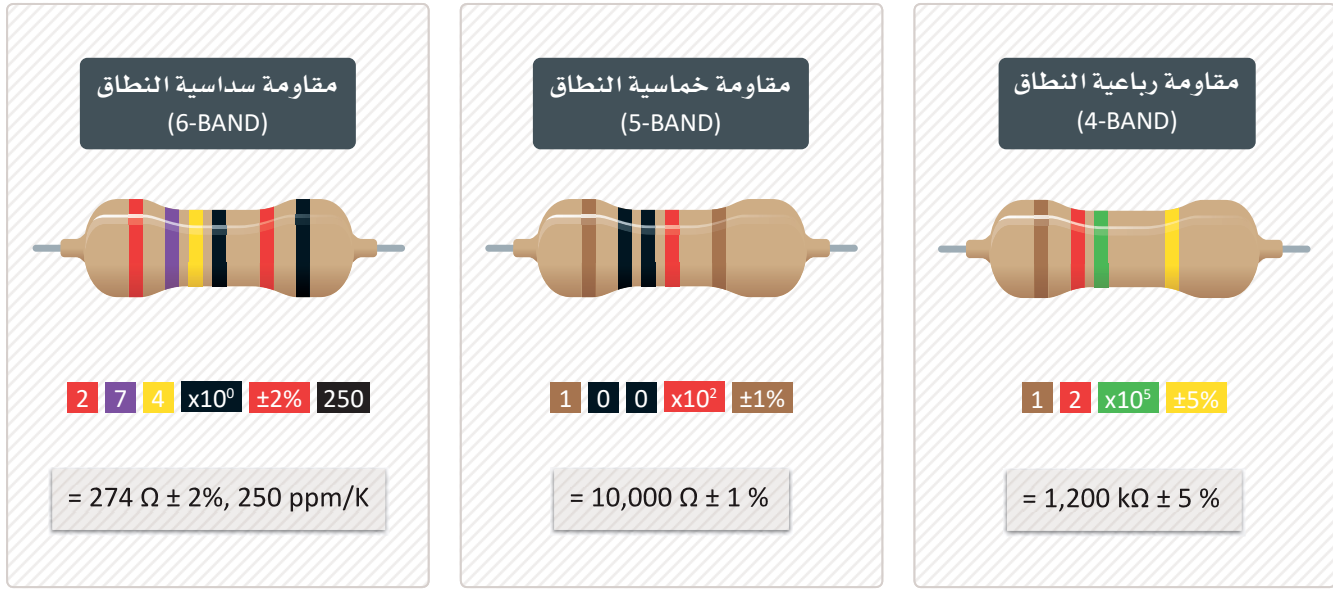 مقاومة رباعية النطاق
(4-BAND)
1 2 x10⁵ ±5%
= 1,200 kΩ ± 5 %
مقاومة خماسية النطاق
(5-BAND)
1 0 0 x10² ±1%
= 10,000 Ω ± 1 %
مقاومة سداسية النطاق
(6-BAND)
2 7 4 x10⁰ ±2% 250
= 274 Ω ± 2%, 250 ppm/K